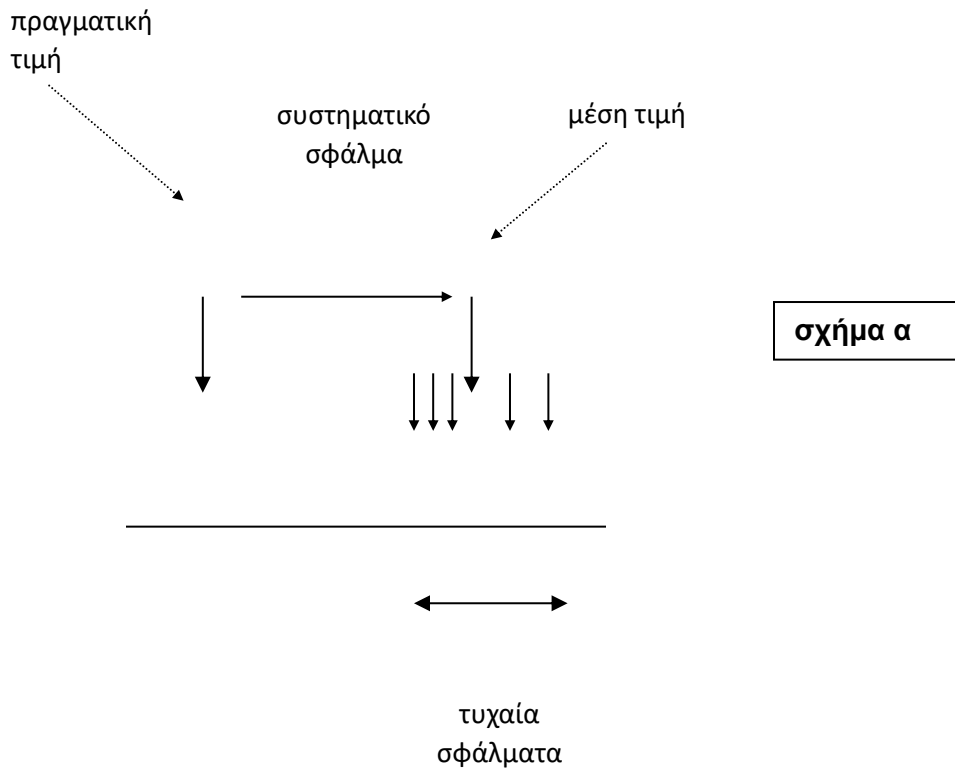 πραγματική
τιμή
συστηματικό
σφάλμα
μέση τιμή
σχήμα α
τυχαία
σφάλματα